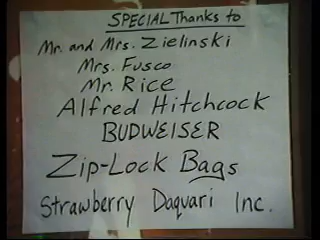 SPECIAL Thanks to
Mr. and Mrs. Zielinski
Mrs. Fusco
Mr. Rice
Alfred Hitchcock
BUDWEISER
Zip-Lock Bags
Strawberry Daquari Inc.